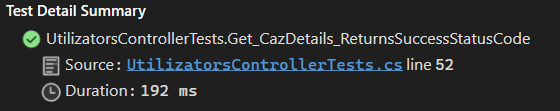 Test Detail Summary
UtilizatorsControllerTests.Get_CazDetails_ReturnsSuccessStatusCode
Source: UtilizatorsControllerTests.cs line 52
Duration: 192 ms